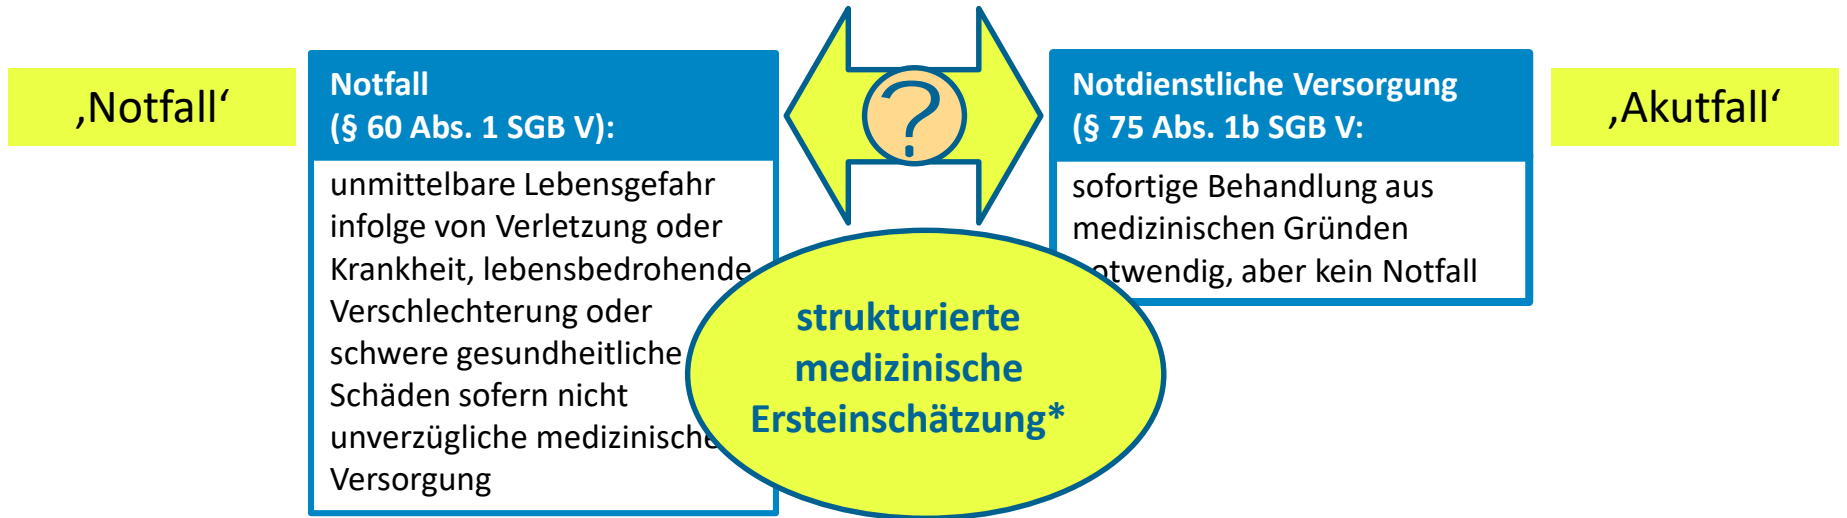 ‚Notfall‘
Notfall
(§ 60 Abs. 1 SGB V):
unmittelbare Lebensgefahr
infolge von Verletzung oder
Krankheit, lebensbedrohende
Verschlechterung oder
schwere gesundheitliche
Schäden sofern nicht
unverzügliche medizinische
Versorgung
?
strukturierte
medizinische
Ersteinschätzung*
Notdienstliche Versorgung
(§ 75 Abs. 1b SGB V:
sofortige Behandlung aus
medizinischen Gründen
notwendig, aber kein Notfall
‚Akutfall‘